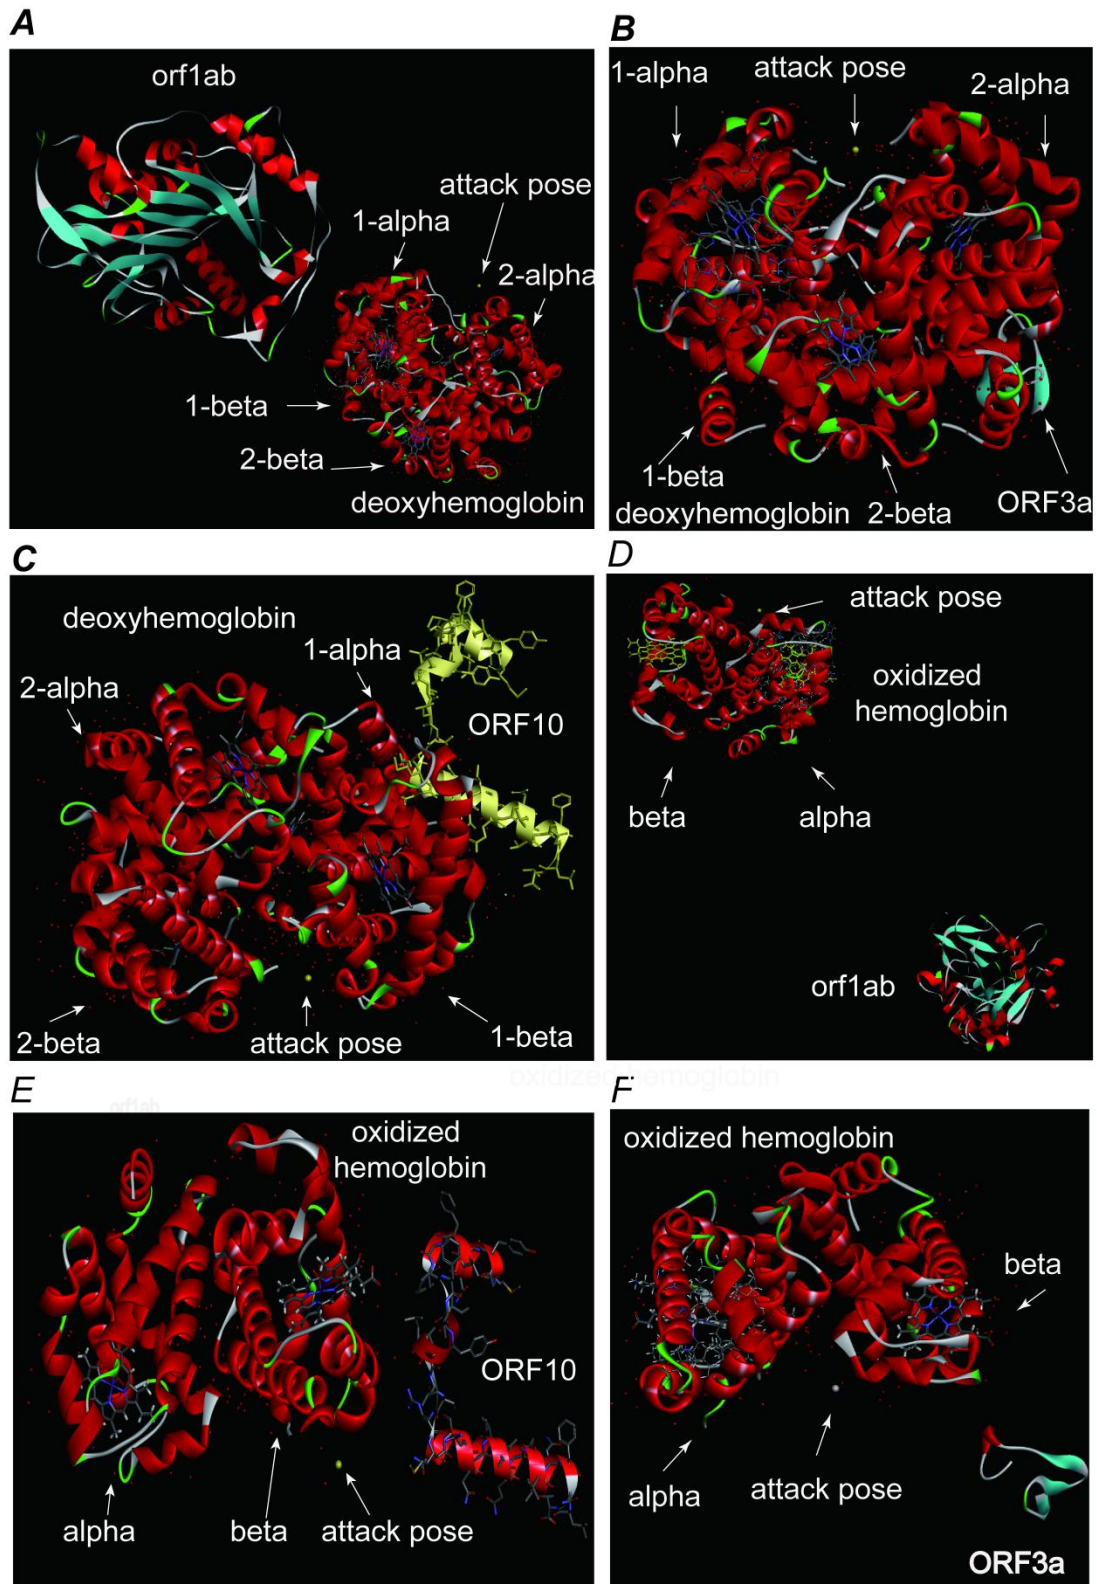 A
orf1ab
attack pose
1-alpha
2-alpha
1-beta
2-beta
deoxyhemoglobin
B
1-alpha
attack pose
2-alpha
1-beta
deoxyhemoglobin
2-beta
ORF3a
C
deoxyhemoglobin
1-alpha
2-alpha
ORF10
2-beta
attack pose
1-beta
D
attack pose
oxidized
hemoglobin
beta
alpha
orf1ab
oxidized hemoglobin
E
orf1ab
oxidized
hemoglobin
ORF10
alpha
beta
attack pose
F
oxidized hemoglobin
beta
alpha
attack pose
ORF3a